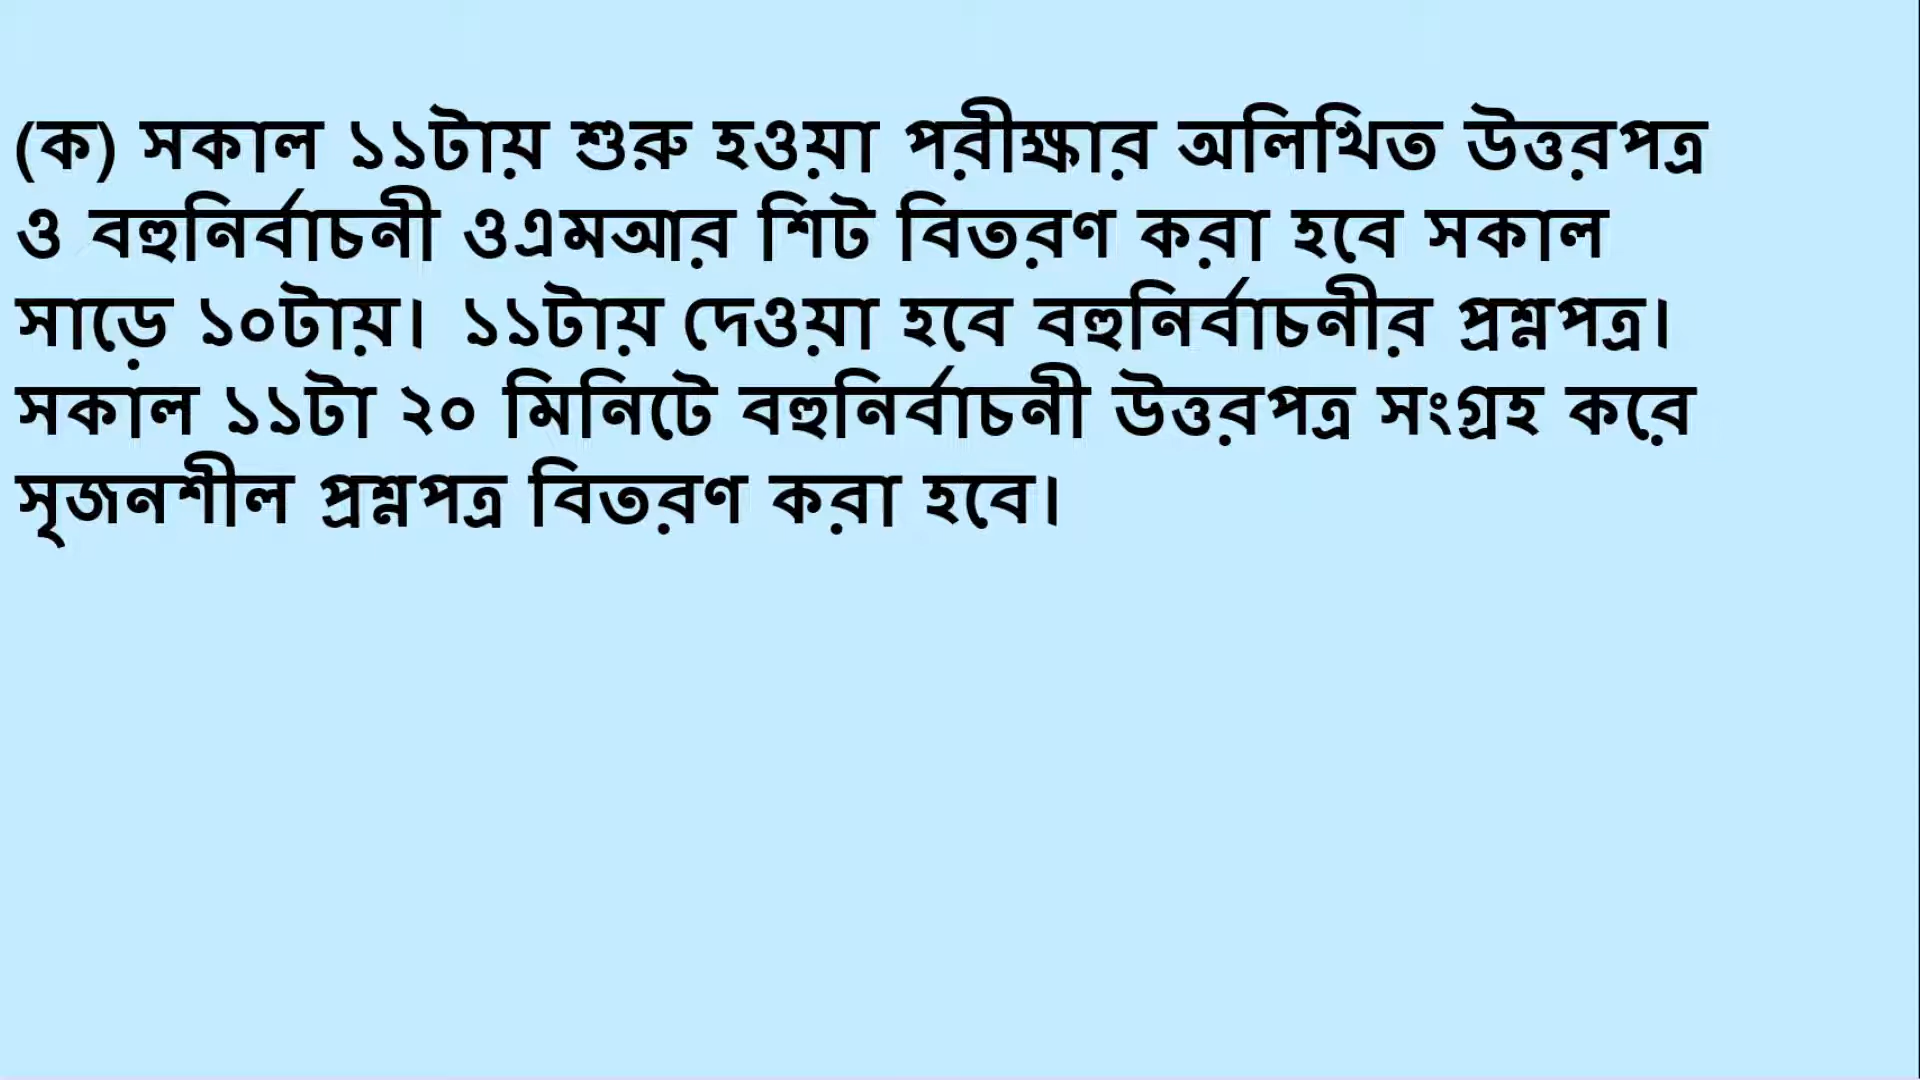 (ক) সকাল ১১টায় শুরু হওয়া পরীক্ষার অলিখিত উত্তরপত্র
ও বহুনির্বাচনী ওএমআর শিট বিতরণ করা হবে সকাল
সাড়ে ১০টায়। ১১টায় দেওয়া হবে বহুনির্বাচনীর প্রশ্নপত্র।
সকাল ১১টা ২০ মিনিটে বহুনির্বাচনী উত্তরপত্র সংগ্রহ করে
সৃজনশীল প্রশ্নপত্র বিতরণ করা হবে।